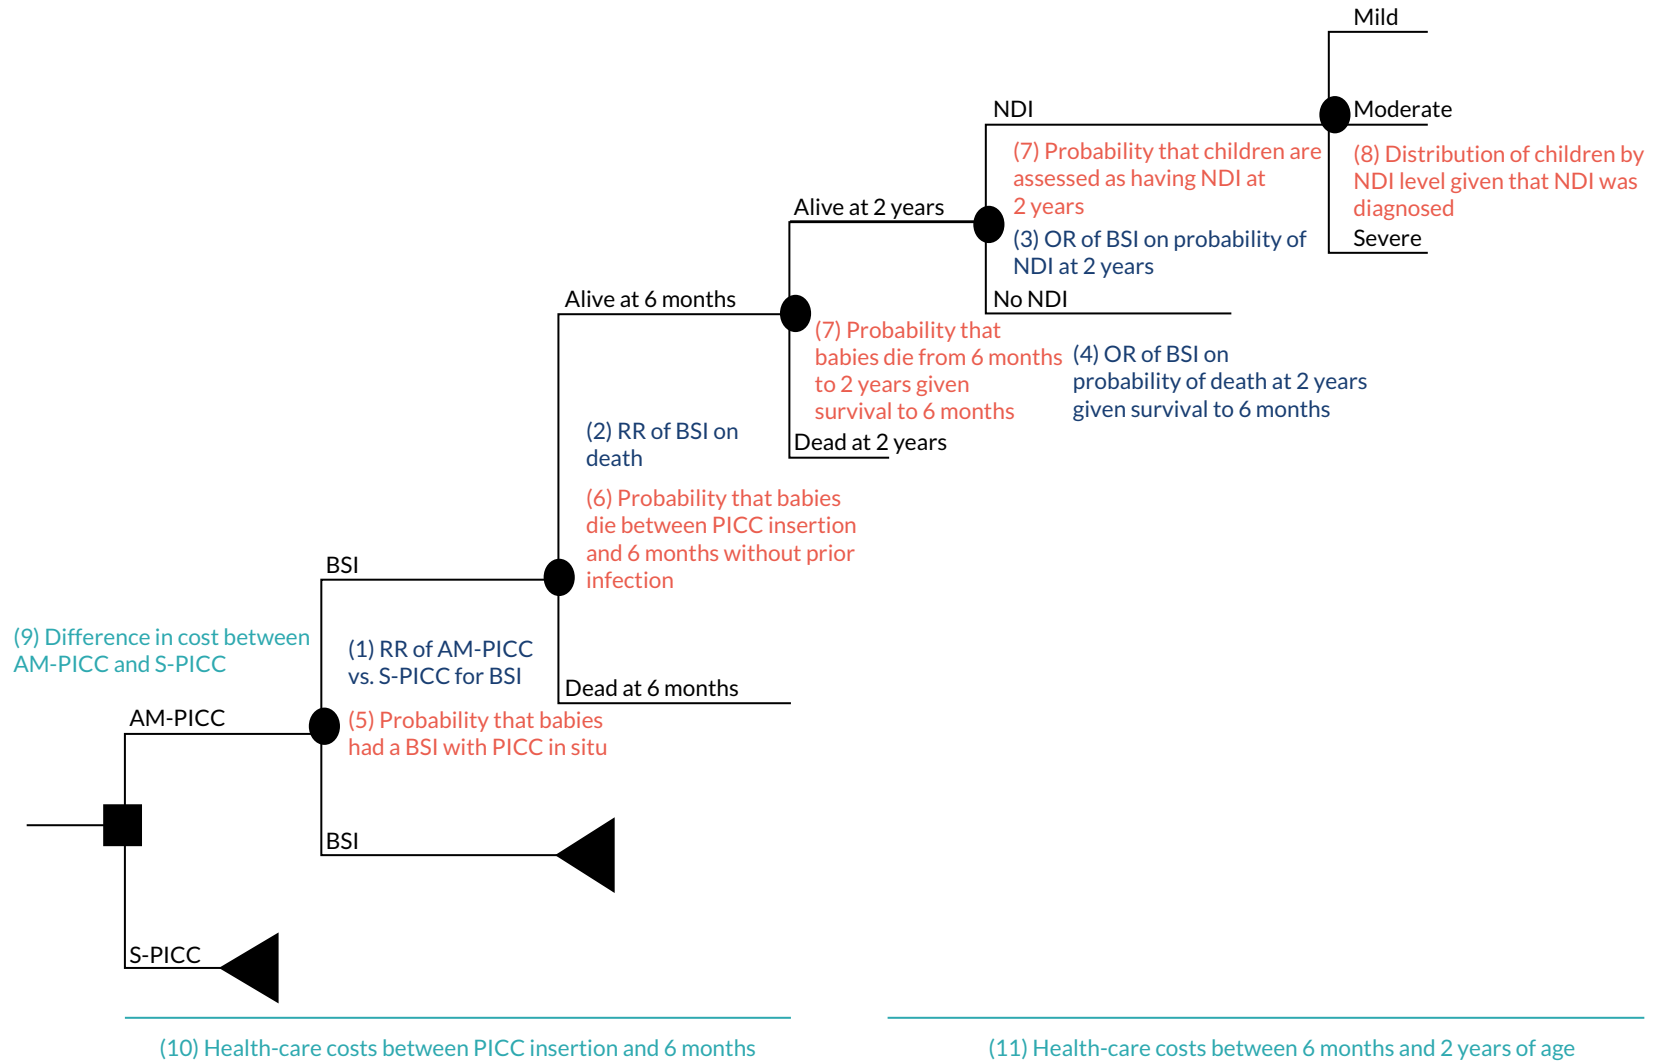 Mild
NDI
Moderate
(7) Probability that children are
assessed as having NDI at
2 years
(8) Distribution of children by
NDI level given that NDI was
diagnosed
Alive at 2 years
(3) OR of BSI on probability of
NDI at 2 years
Severe
Alive at 6 months
No NDI
(7) Probability that
babies die from 6 months
to 2 years given
survival to 6 months
(4) OR of BSI on
probability of death at 2 years
given survival to 6 months
(2) RR of BSI on
death
Dead at 2 years
(6) Probability that babies
die between PICC insertion
and 6 months without prior
infection
BSI
(9) Difference in cost between
AM-PICC and S-PICC
(1) RR of AM-PICC
vs. S-PICC for BSI
Dead at 6 months
AM-PICC
(5) Probability that babies
had a BSI with PICC in situ
BSI
S-PICC
(10) Health-care costs between PICC insertion and 6 months
(11) Health-care costs between 6 months and 2 years of age